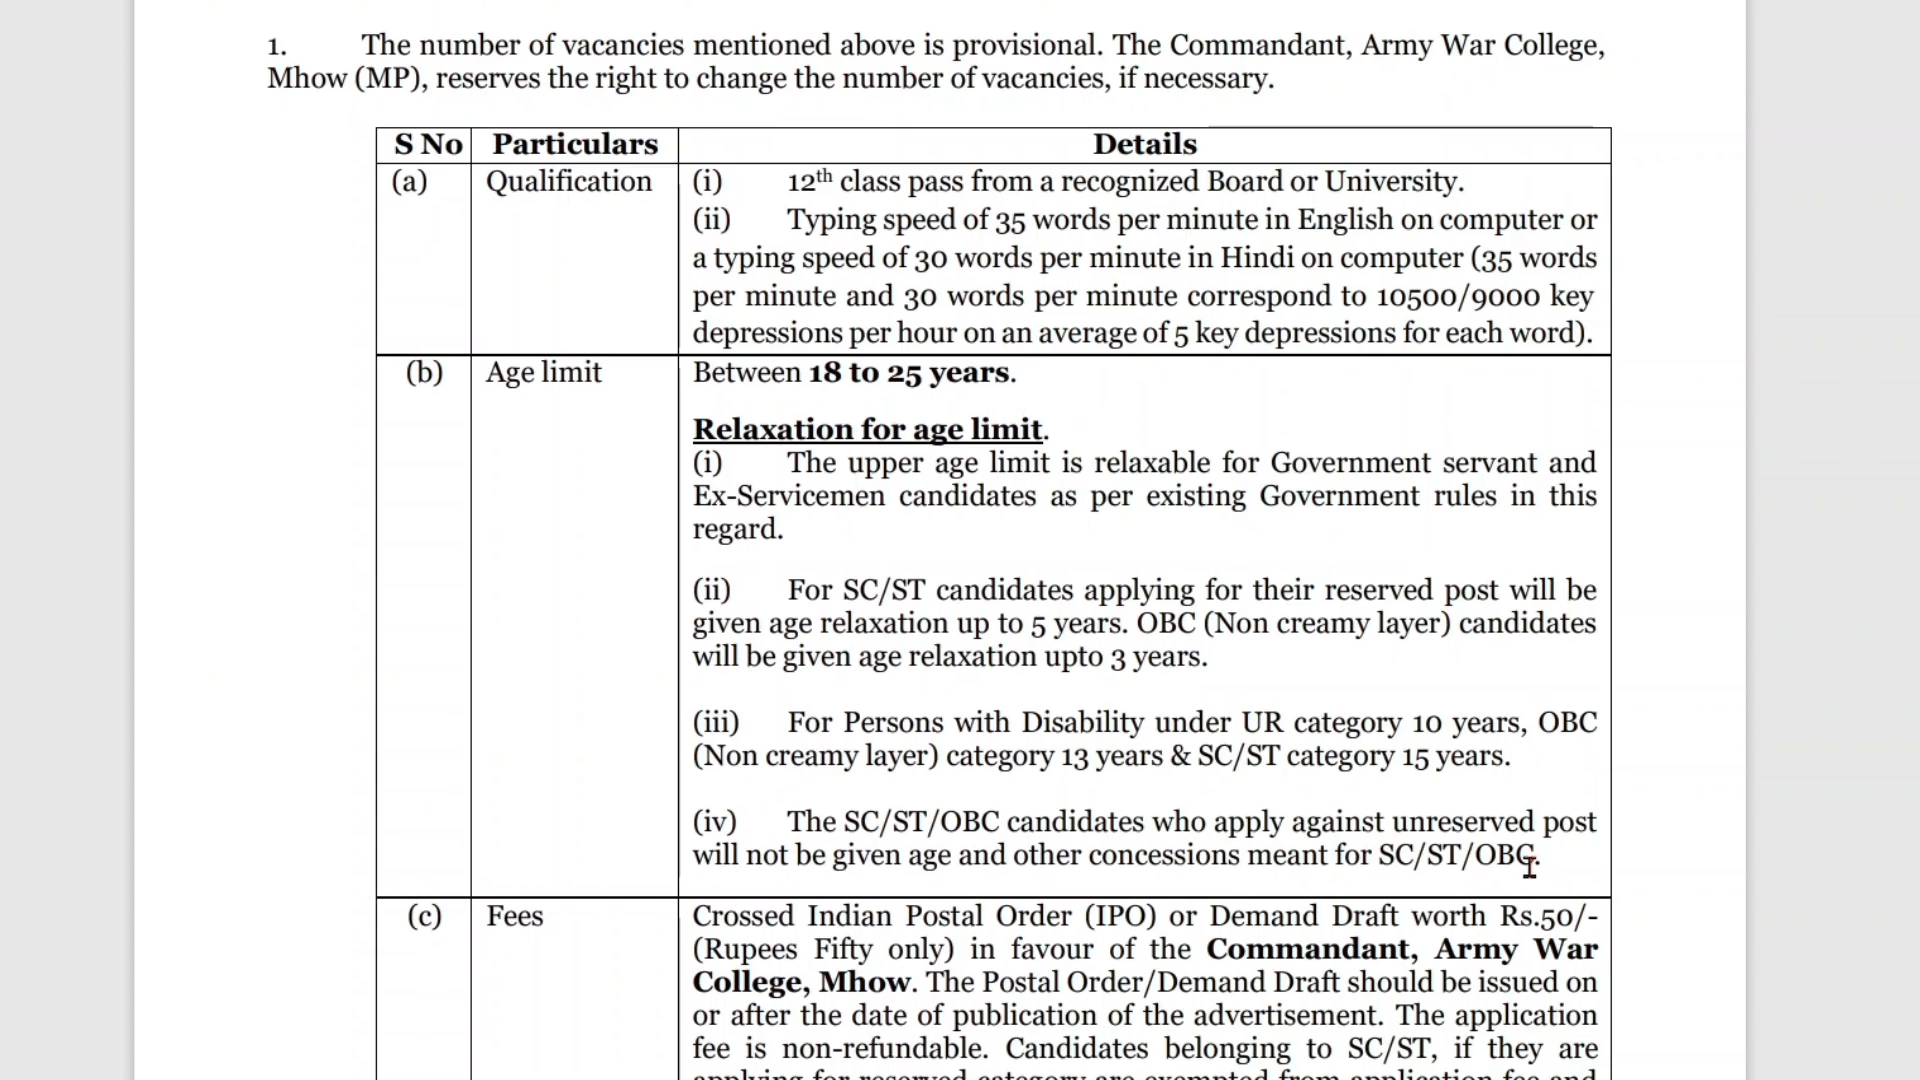 1. The number of vacancies mentioned above is provisional. The Commandant, Army War College,
Mhow (MP), reserves the right to change the number of vacancies, if necessary.
S No Particulars Details
(a) Qualification (i) 12th class pass from a recognized Board or University.
(ii) Typing speed of 35 words per minute in English on computer or
a typing speed of 30 words per minute in Hindi on computer (35 words
per minute and 30 words per minute correspond to 10500/9000 key
depressions per hour on an average of 5 key depressions for each word).
(b) Age limit Between 18 to 25 years.
Relaxation for age limit.
(i) The upper age limit is relaxable for Government servant and
Ex-Servicemen candidates as per existing Government rules in this
regard.
(ii) For SC/ST candidates applying for their reserved post will be
given age relaxation up to 5 years. OBC (Non creamy layer) candidates
will be given age relaxation upto 3 years.
(iii) For Persons with Disability under UR category 10 years, OBC
(Non creamy layer) category 13 years & SC/ST category 15 years.
(iv) The SC/ST/OBC candidates who apply against unreserved post
will not be given age and other concessions meant for SC/ST/OBC.
(c) Fees Crossed Indian Postal Order (IPO) or Demand Draft worth Rs.50/-
(Rupees Fifty only) in favour of the Commandant, Army War
College, Mhow. The Postal Order/Demand Draft should be issued on
or after the date of publication of the advertisement. The application
fee is non-refundable. Candidates belonging to SC/ST, if they are
applying for reserved category are exempted from application fee and